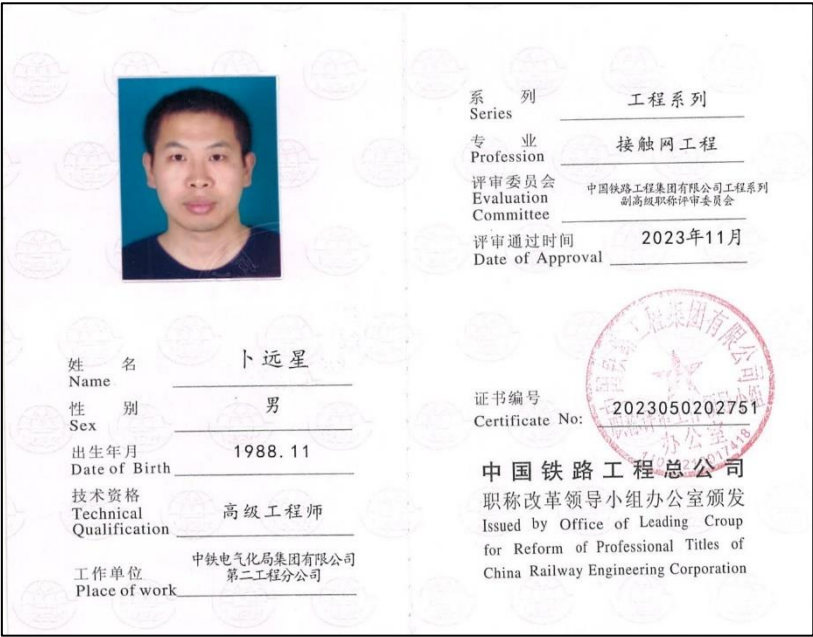 姓名 卜远星
Name
性别 男
Sex
出生年月 1988.11
Date of Birth
技术资格
Technical 高级工程师
Qualification
中铁电气化局集团有限公司
工作单位 第二工程分公司
Place of work
系列 工程系列
Series
专业 接触网工程
Profession
评审委员会 中国铁路工程集团有限公司工程系列
Evaluation 副高级职称评审委员会
Committee
评审通过时间 2023年11月
Date of Approval
证书编号
Certificate No: 2023050202751
办公室
中国铁路工程总公司
职称改革领导小组办公室颁发
Issued by Office of Leading Croup
for Reform of Professional Titles of
China Railway Engineering Corporation